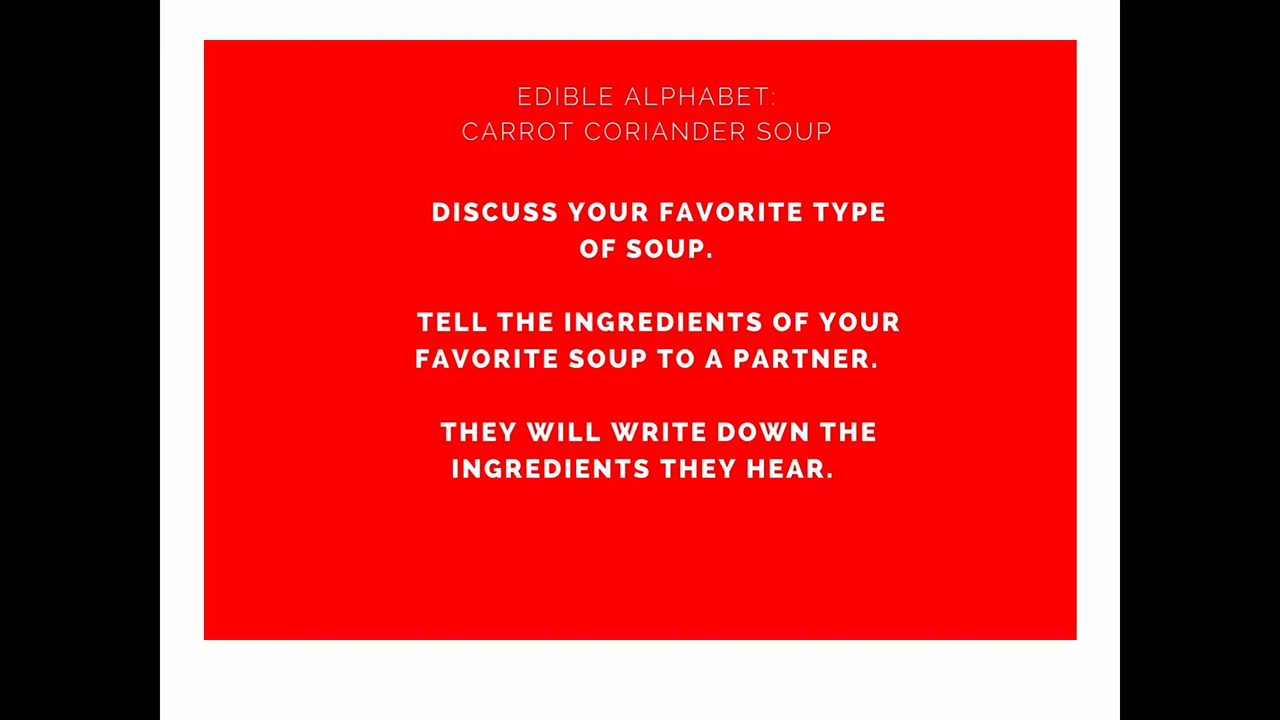 EDIBLE ALPHABET:
CARROT CORIANDER SOUP
DISCUSS YOUR FAVORITE TYPE
OF SOUP.
TELL THE INGREDIENTS OF YOUR
FAVORITE SOUP TO A PARTNER.
THEY WILL WRITE DOWN THE
INGREDIENTS THEY HEAR.